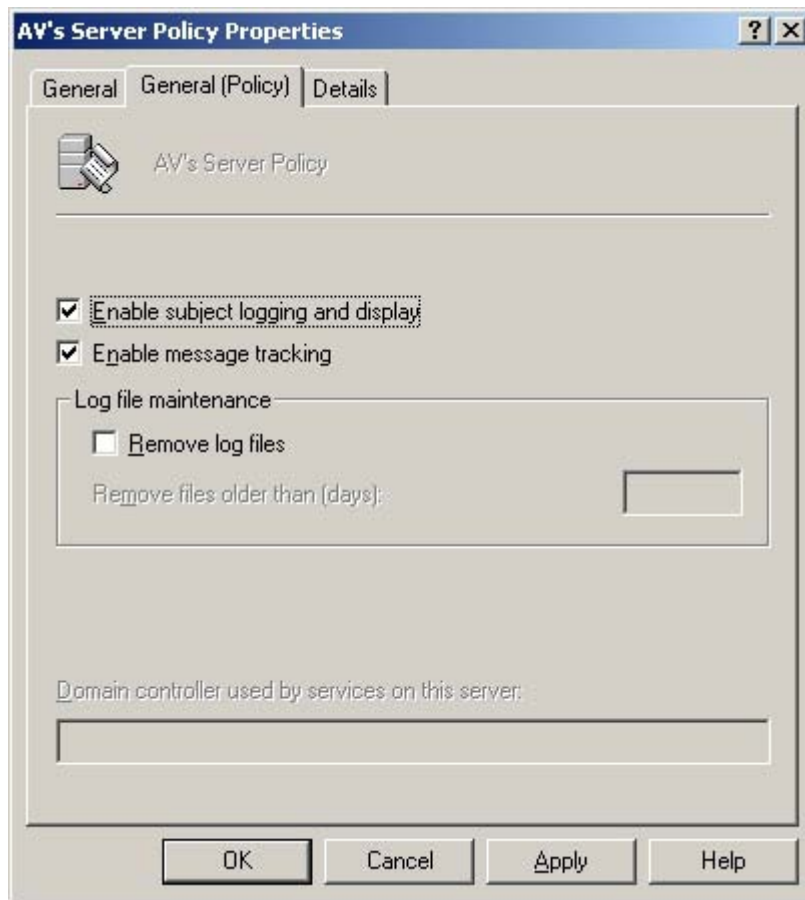 AV's Server Policy Properties
General General (Policy) Details
AV's Server Policy
Enable subject logging and display
Enable message tracking
Log file maintenance
Remove log files
Remove files older than (days):
Domain controller used by services on this server:
OK Cancel Apply Help